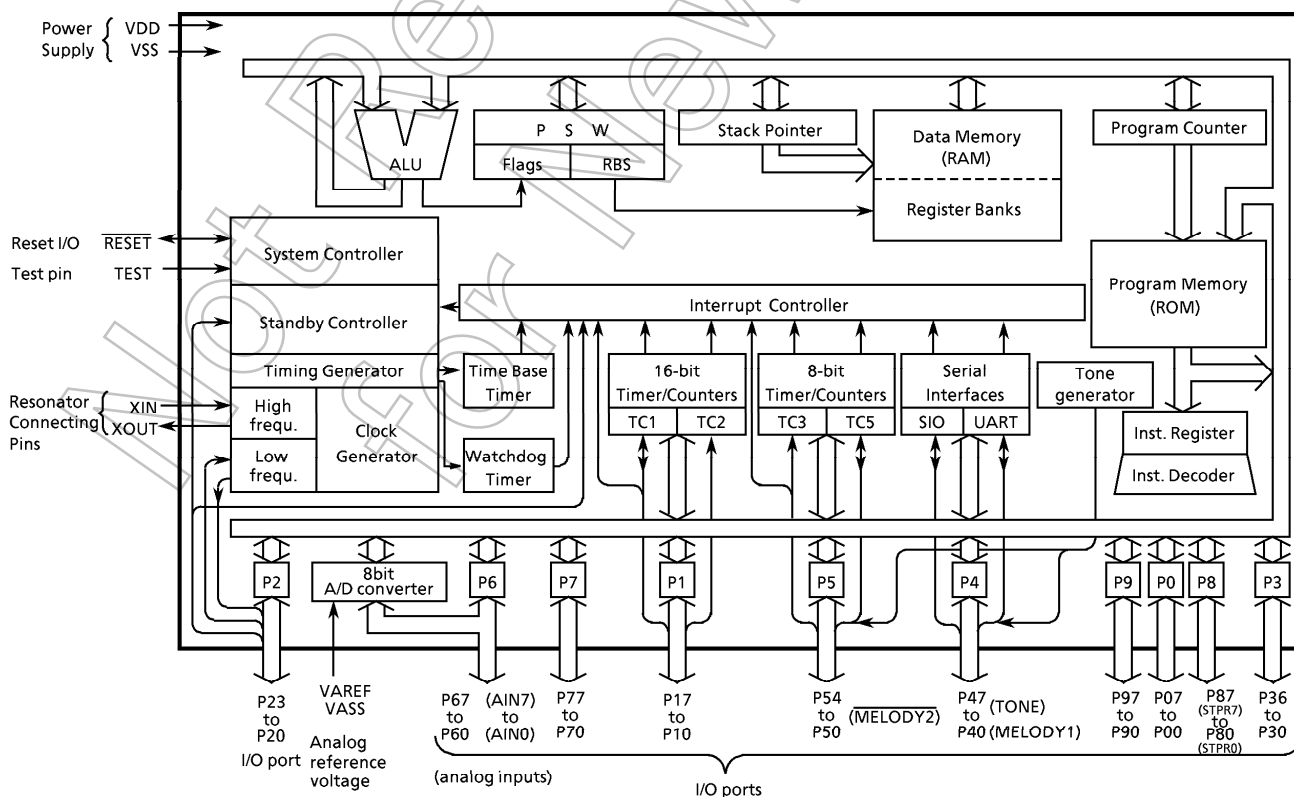 Power VDD
Supply VSS
P S W
Stack Pointer
Data Memory
(RAM)
Program Counter
ALU
Flags RBS
Register Banks
Reset I/O RESET
Test pin TEST
System Controller
Interrupt Controller
Program Memory
(ROM)
Standby Controller
Timing Generator
Time Base
Timer
16-bit
Timer/Counters
TC1 TC2
8-bit
Timer/Counters
TC3 TC5
Serial
Interfaces
SIO UART
Tone
generator
Resonator
Connecting
Pins
XIN
XOUT
High
frequ.
Low
frequ.
Clock
Generator
Watchdog
Timer
Inst. Register
Inst. Decoder
P2
8bit
A/D converter
P6 P7 P1 P5 P4 P9 P0 P8 P3
P23
to
P20
I/O port
VAREF
VASS
Analog
reference
voltage
P67 (AIN7)
to to
P60 (AIN0)
(analog inputs)
P77
to
P70
P17
to
P10
P54
to
P50
(MELODY2)
P47 (TONE)
to
P40 (MELODY1)
P97
to
P90
P07
to
P00
P87
(STPR7)
to
P80
(STPR0)
P36
to
P30
I/O ports
Not Re
for New